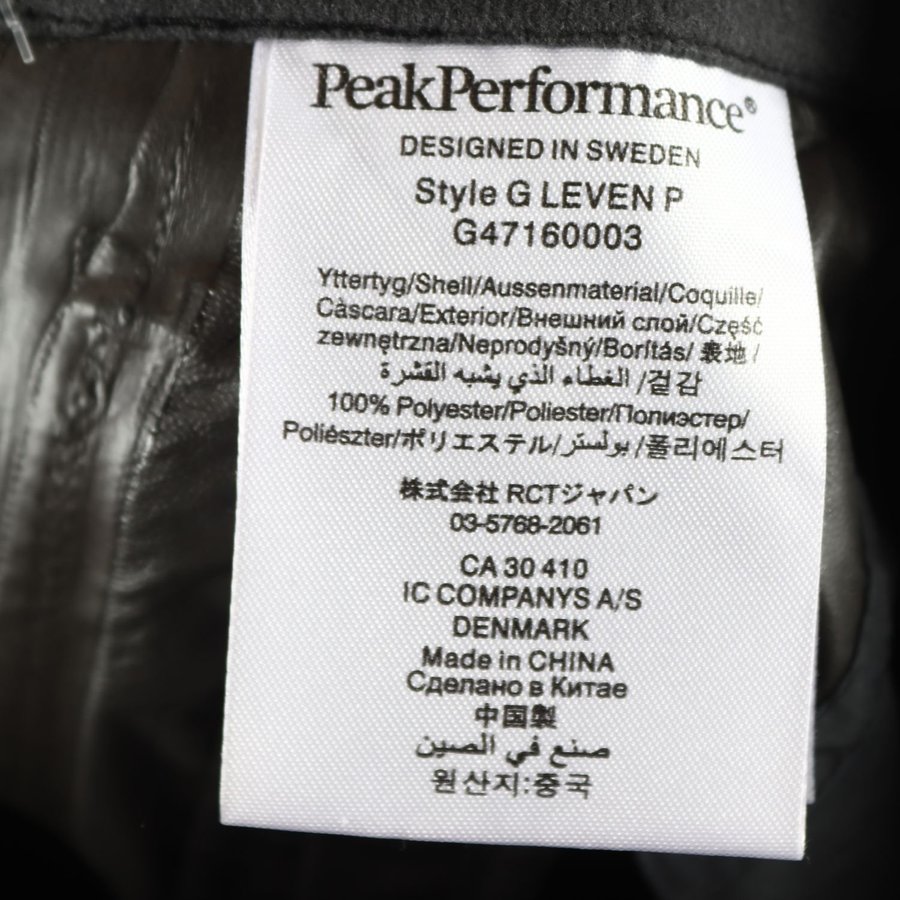 PeakPerformance®
DESIGNED IN SWEDEN
Style G LEVEN P
G47160003
Yttertyg/Shell/Aussenmaterial/Coquille/
Càscara/Exterior/Внешний слой/Część
zewnętrzna/Neprodyšný/Borítás/ 表地 /
الغطاء الذي يشبه القشرة /겉감
100% Polyester/Poliester/Полиэстер/
Poliészter/ポリエステル/بولستر /폴리에스터
株式会社 RCTジャパン
03-5768-2061
CA 30 410
IC COMPANYS A/S
DENMARK
Made in CHINA
Сделано в Китае
中国製
صنع في الصين
원산지:중국